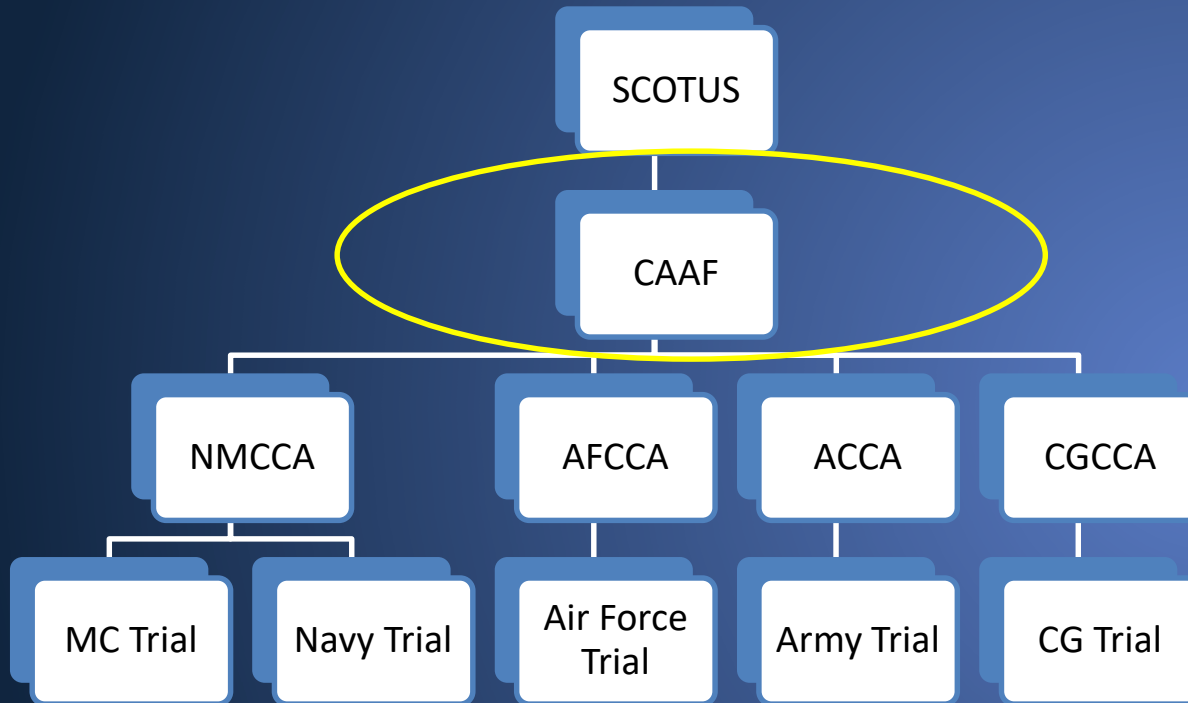 SCOTUS
CAAF
NMCCA
AFCCA
ACCA
CGCCA
MC Trial
Navy Trial
Air Force
Trial
Army Trial
CG Trial